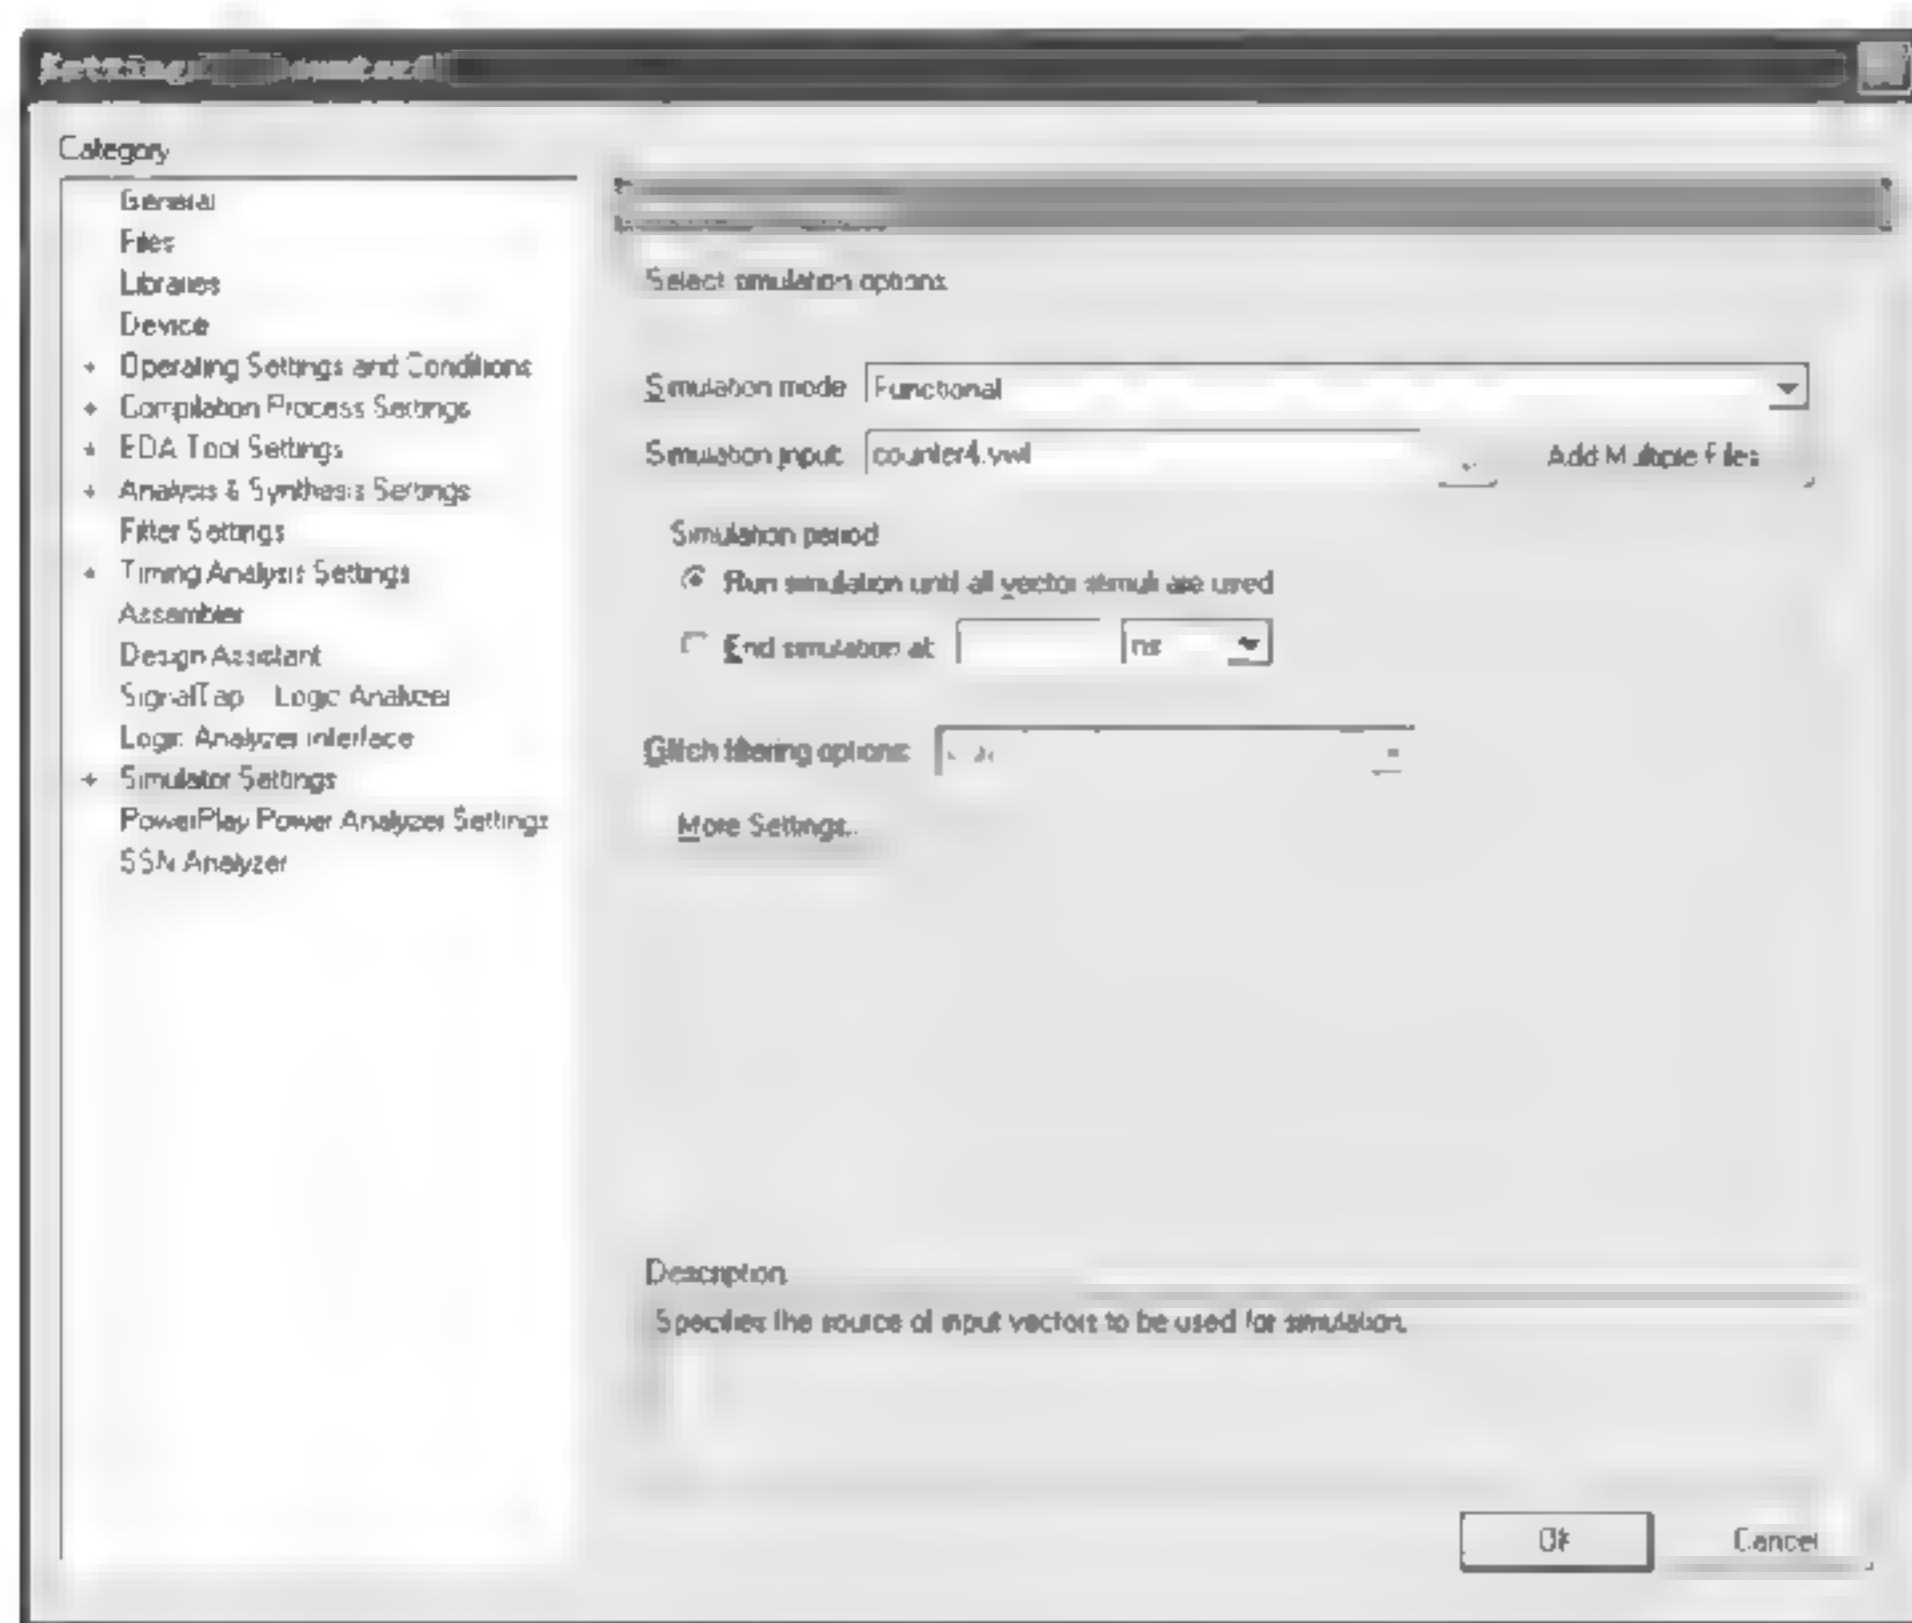 Category
General
Files
Libraries
Device
Operating Settings and Conditions
Compilation Process Settings
EDA Tool Settings
Analysis & Synthesis Settings
Fitter Settings
Timing Analysis Settings
Assembler
Design Assistant
SignalTap Logic Analyzer
Logic Analyzer Interface
Simulator Settings
PowerPlay Power Analyzer Settings
SSN Analyzer
Select simulation options
Simulation mode Functional
Simulation input: counter4.vwf Add Multiple Files
Simulation period
Run simulation until all vector stimuli are used
End simulation at: ns
Glitch filtering options:
More Settings..
Description:
Specifies the source of input vectors to be used for simulation.
OK Cancel